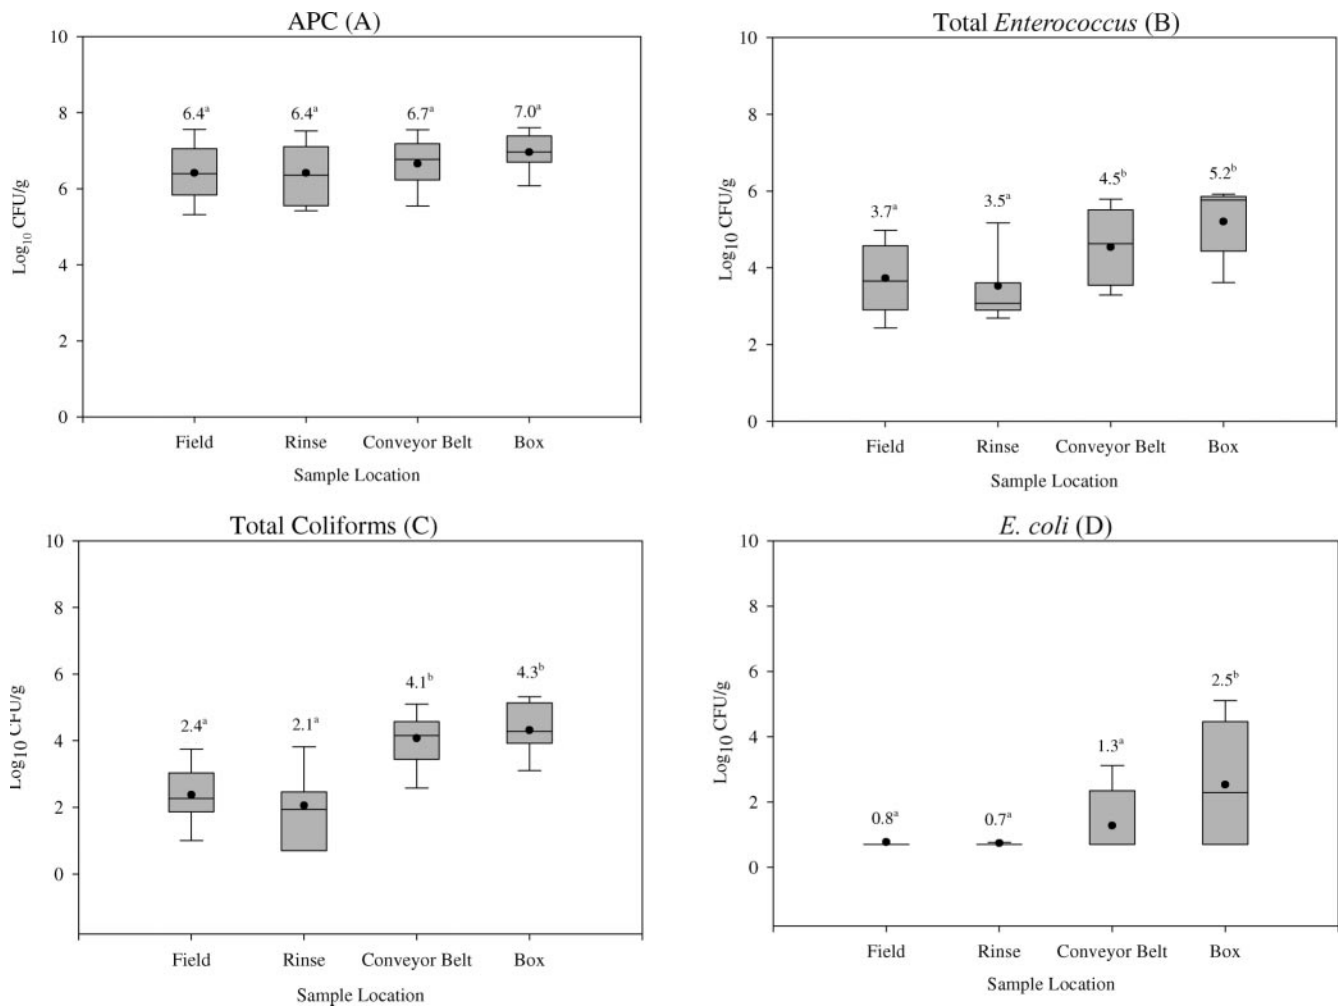 APC (A)
10
8
6
4
2
0
Log10 CFU/g
6.4a
6.4a
6.7a
7.0a
Field
Rinse
Conveyor Belt
Box
Sample Location
Total Enterococcus (B)
10
8
6
4
2
0
Log10 CFU/g
3.7a
3.5a
4.5b
5.2b
Field
Rinse
Conveyor Belt
Box
Sample Location
Total Coliforms (C)
10
8
6
4
2
0
Log10 CFU/g
2.4a
2.1a
4.1b
4.3b
Field
Rinse
Conveyor Belt
Box
Sample Location
E. coli (D)
10
8
6
4
2
0
Log10 CFU/g
0.8a
0.7a
1.3a
2.5b
Field
Rinse
Conveyor Belt
Box
Sample Location